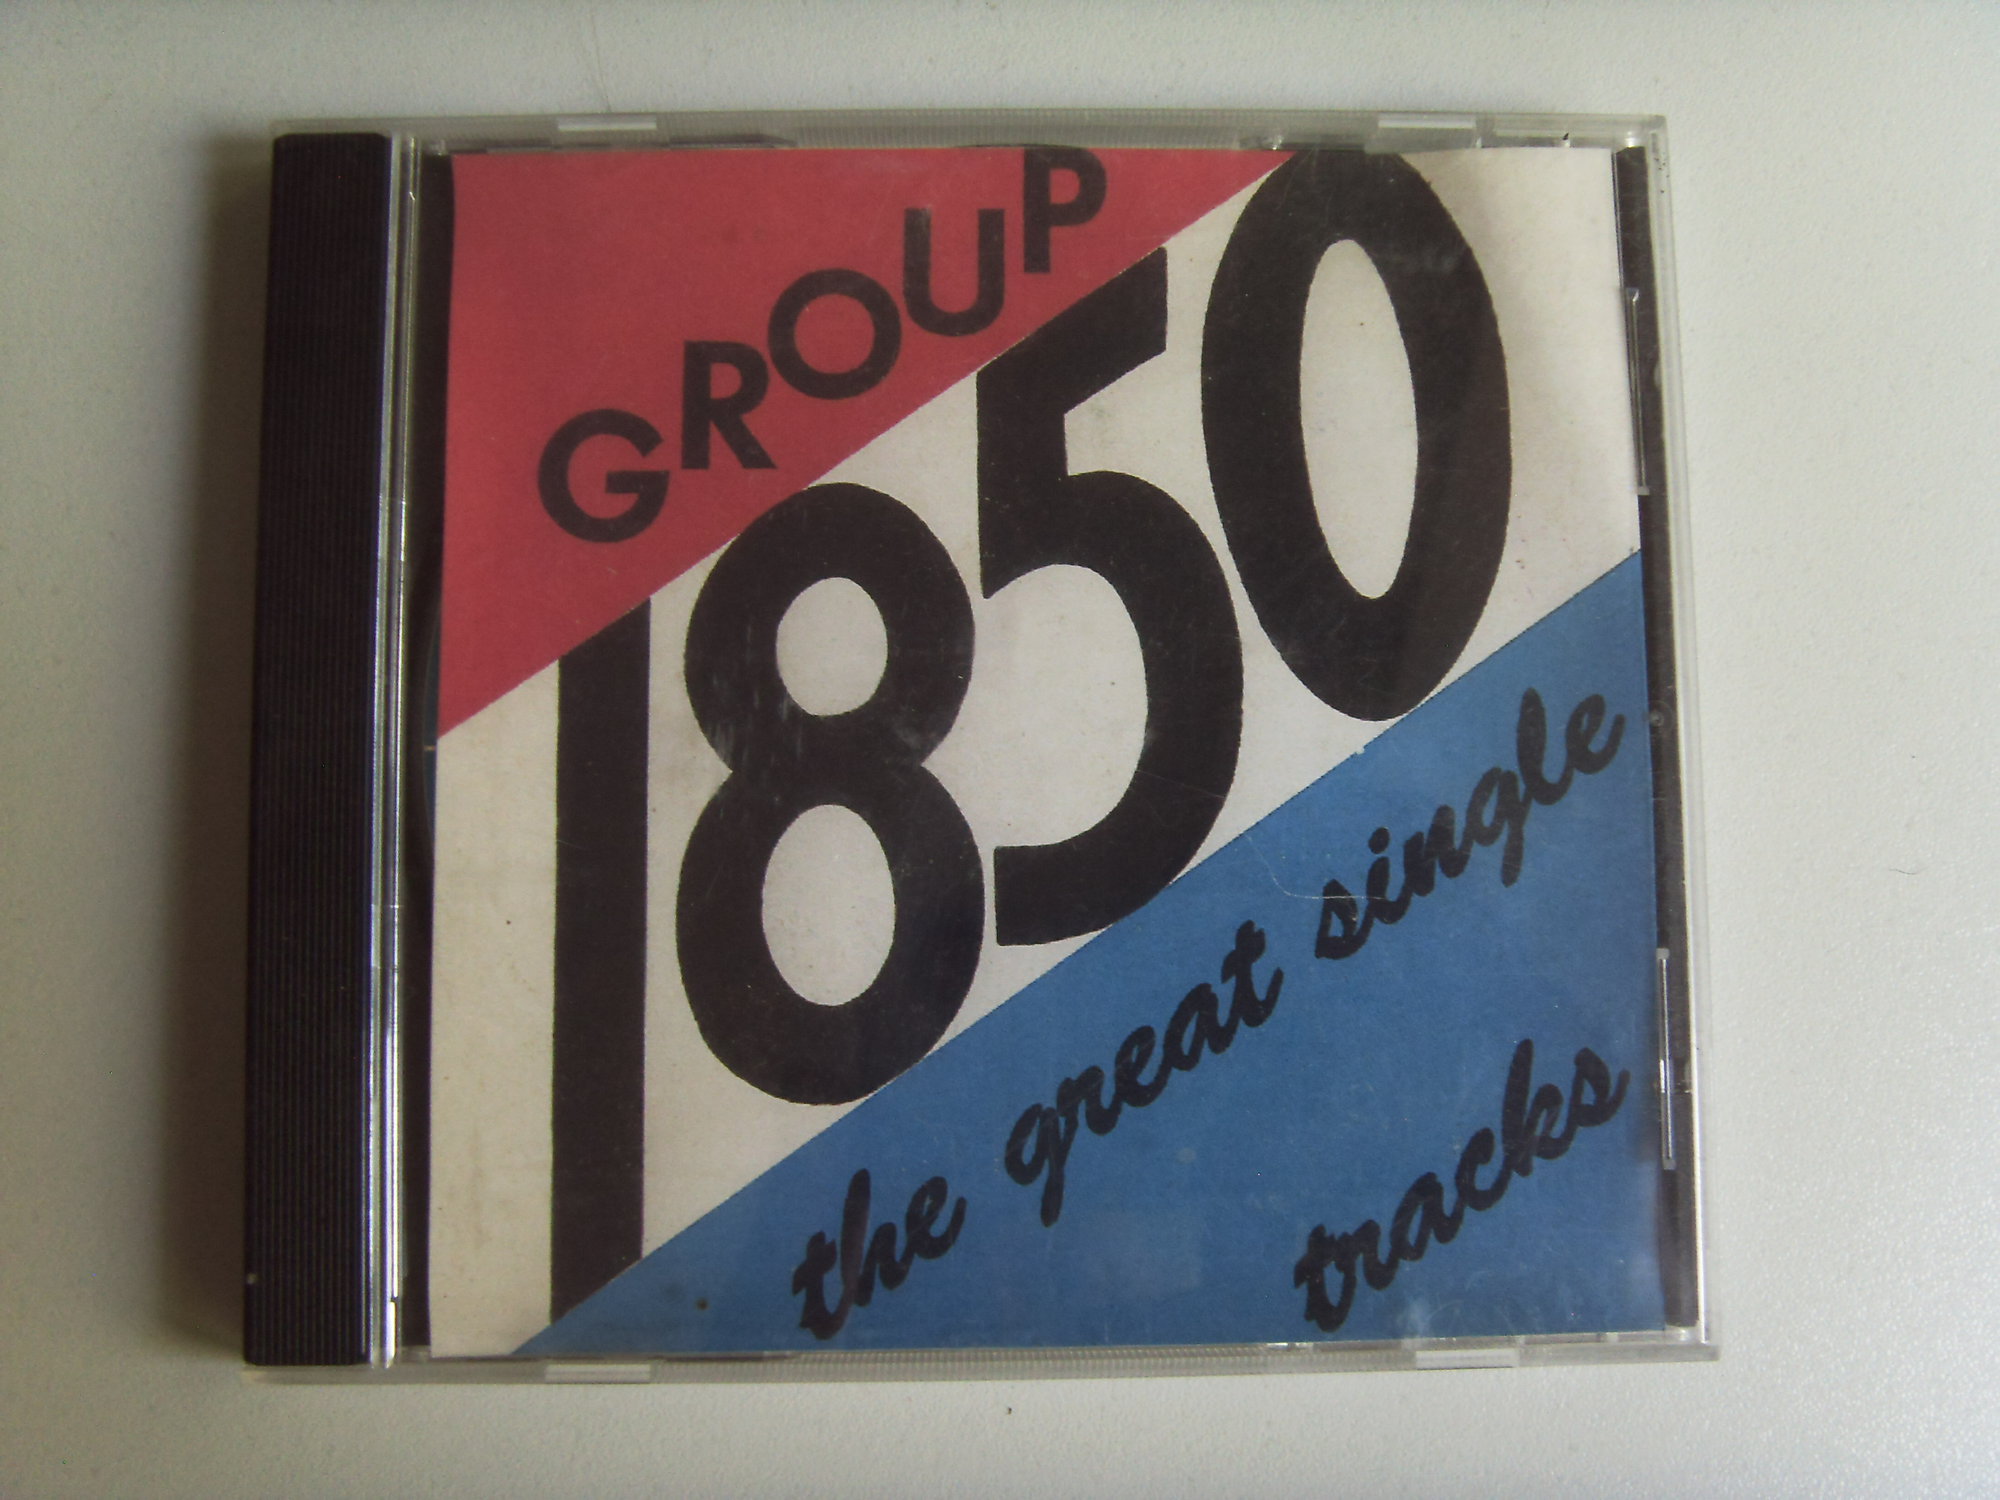 GROUP
1850
the great single
tracks